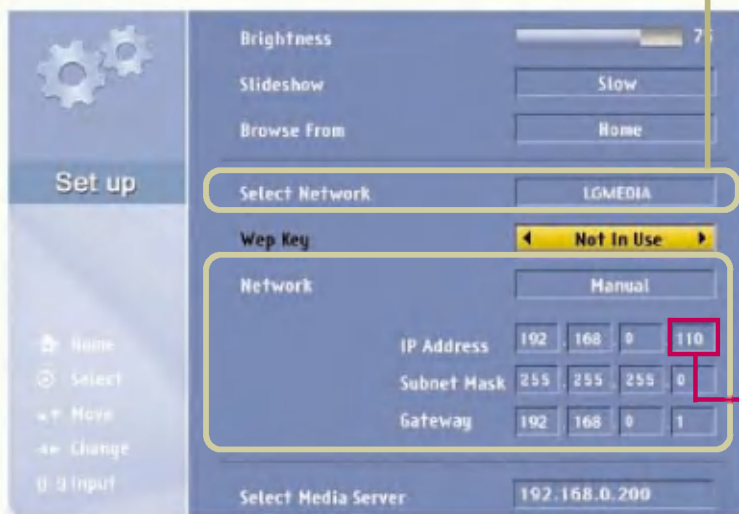 Brightness 75
Slideshow Slow
Browse From Home
Set up
Select Network LGMEDIA
Wep Key Not In Use
Network Manual
IP Address 192 . 168 . 0 . 110
Subnet Mask 255 . 255 . 255 . 0
Gateway 192 168 0 1
Home
Select
Move
Change
Input
Select Media Server 192.168.0.200